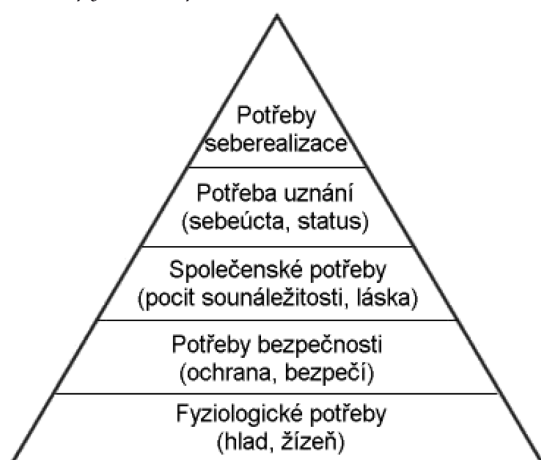 Potřeby
seberealizace
Potřeba uznání
(sebeúcta, status)
Společenské potřeby
(pocit sounáležitosti, láska)
Potřeby bezpečnosti
(ochrana, bezpečí)
Fyziologické potřeby
(hlad, žízeň)